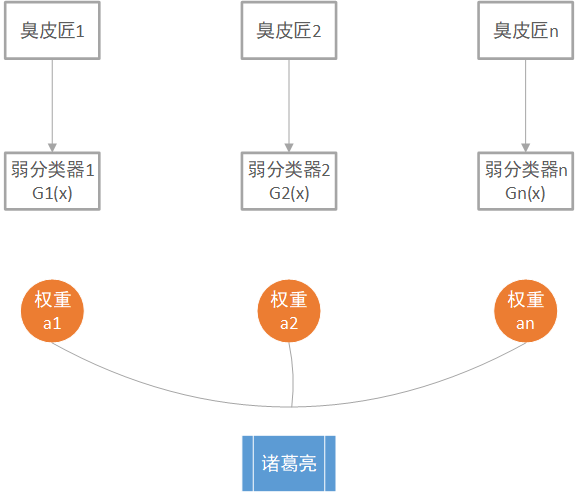 臭皮匠1
臭皮匠2
臭皮匠n
弱分类器1
G1(x)
弱分类器2
G2(x)
弱分类器n
Gn(x)
权重
a1
权重
a2
权重
an
诸葛亮